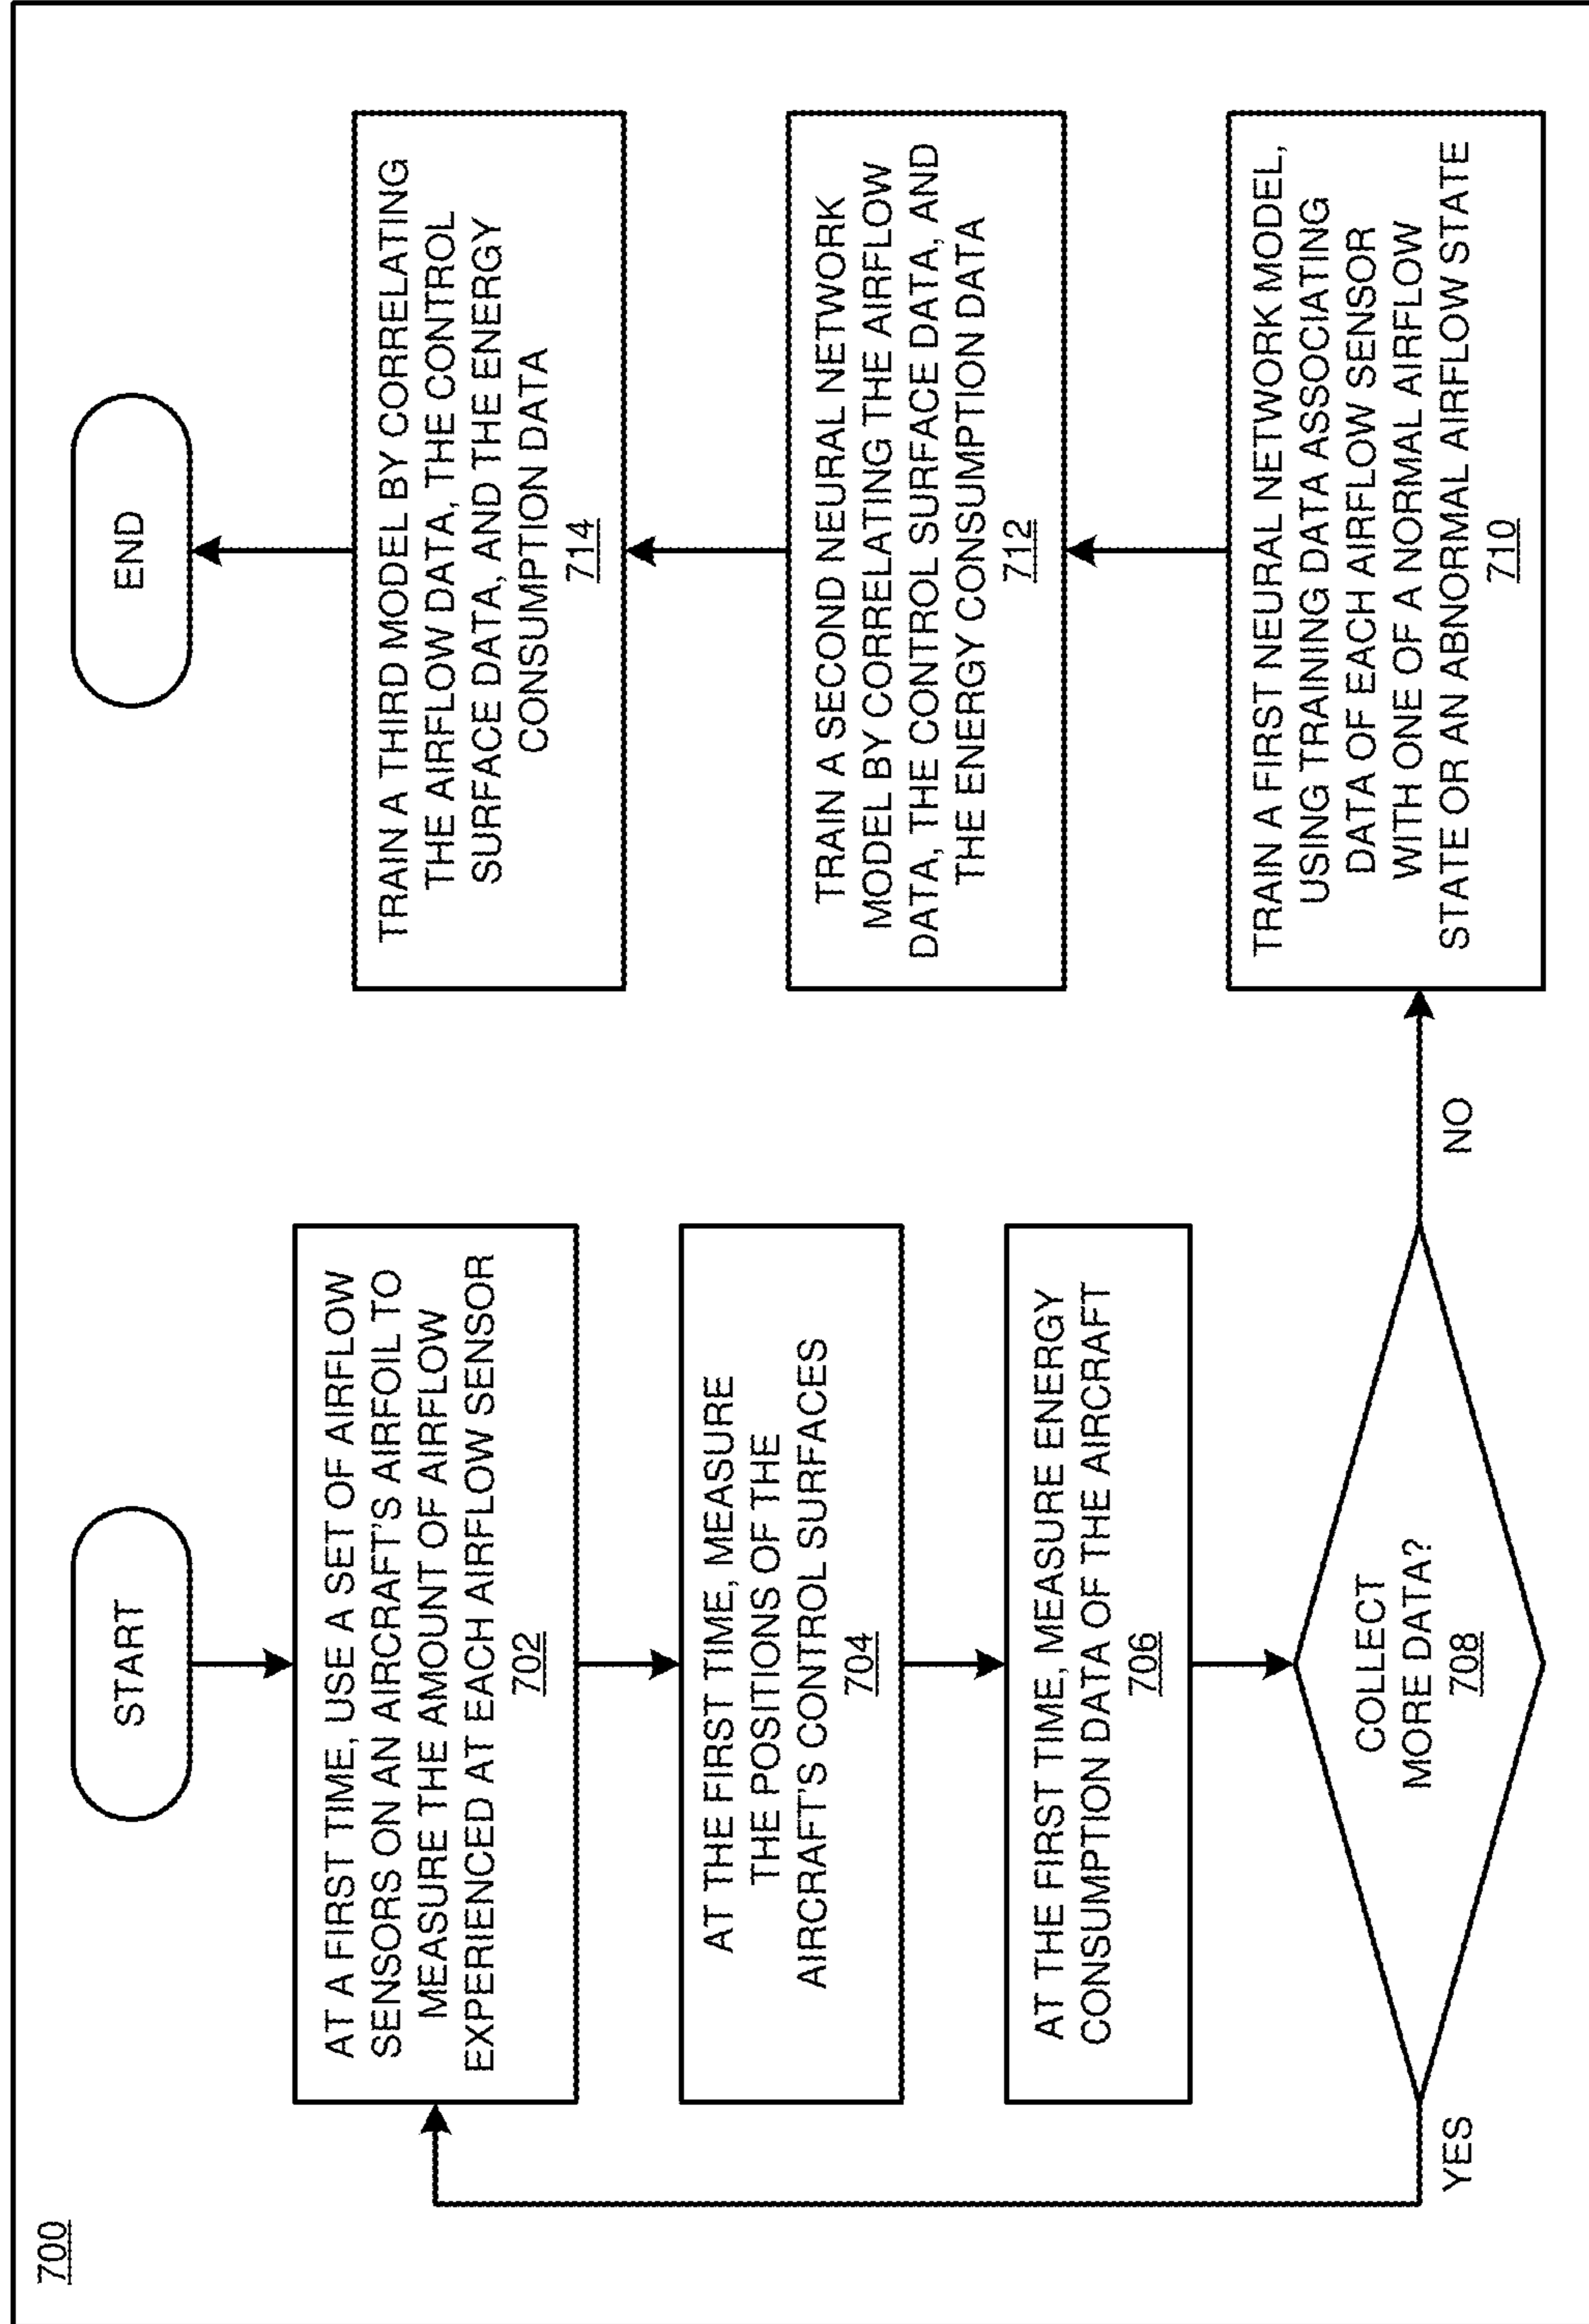 700
START
AT A FIRST TIME, USE A SET OF AIRFLOW
SENSORS ON AN AIRCRAFT'S AIRFOIL TO
MEASURE THE AMOUNT OF AIRFLOW
EXPERIENCED AT EACH AIRFLOW SENSOR
702
AT THE FIRST TIME, MEASURE
THE POSITIONS OF THE
AIRCRAFT'S CONTROL SURFACES
704
AT THE FIRST TIME, MEASURE ENERGY
CONSUMPTION DATA OF THE AIRCRAFT
706
COLLECT
MORE DATA?
708
YES
NO
TRAIN A FIRST NEURAL NETWORK MODEL,
USING TRAINING DATA ASSOCIATING
DATA OF EACH AIRFLOW SENSOR
WITH ONE OF A NORMAL AIRFLOW
STATE OR AN ABNORMAL AIRFLOW STATE
710
TRAIN A SECOND NEURAL NETWORK
MODEL BY CORRELATING THE AIRFLOW
DATA, THE CONTROL SURFACE DATA, AND
THE ENERGY CONSUMPTION DATA
712
TRAIN A THIRD MODEL BY CORRELATING
THE AIRFLOW DATA, THE CONTROL
SURFACE DATA, AND THE ENERGY
CONSUMPTION DATA
714
END